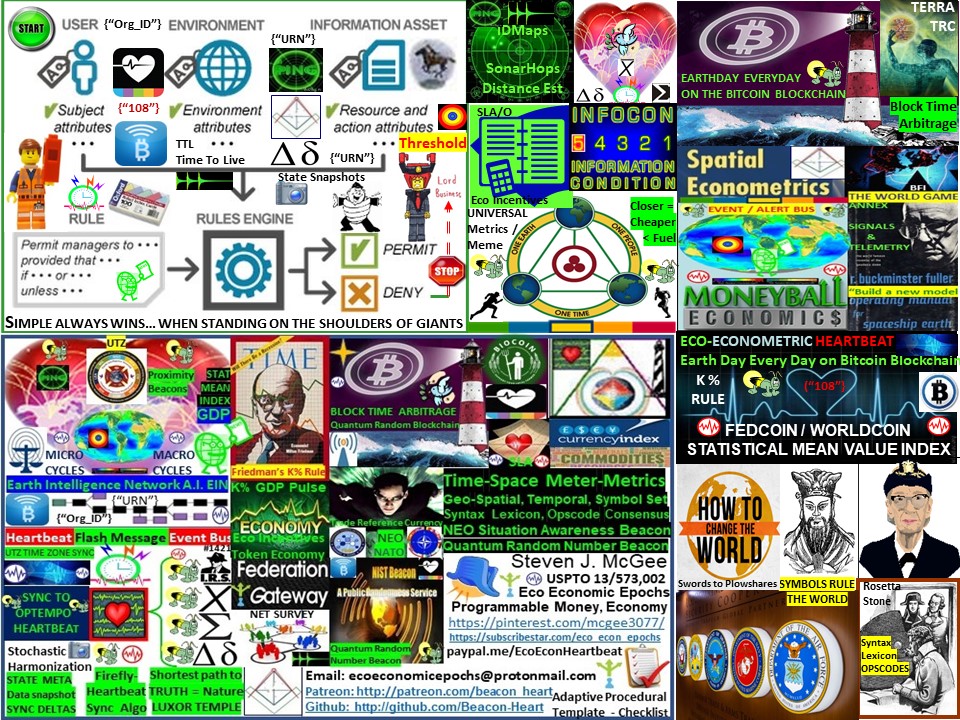 START
USER {“Org_ID”} ENVIRONMENT INFORMATION ASSET
{“URN”}
MNG
Subject attributes
{“108”}
Environment attributes
Resource and action attributes
TTL
Time To Live
{“URN”}
Threshold
Δ δ
State Snapshots
Lord Business
RULE
RULES ENGINE
Permit managers to • • •
provided that • • •
if • • • or • • •
unless • • •
PERMIT
DENY
STOP
SIMPLE ALWAYS WINS... WHEN STANDING ON THE SHOULDERS OF GIANTS
MNG
IDMaps
SonarHops
Distance Est
X
Δ δ
SLA/O
Eco Incentives
INFOCON
5 4 3 2 1
INFORMATION
CONDITION
UNIVERSAL
Metrics /
Meme
Closer =
Cheaper
< Fuel
ONE EARTH
ONE PEOPLE
ONE TIME
TERRA
TRC
EARTHDAY EVERYDAY
ON THE BITCOIN BLOCKCHAIN
Block Time
Arbitrage
Spatial
Econometrics
BFI
THE WORLD GAME
EVENT / ALERT BUS
ANNEX
SIGNALS
&
TELEMETRY
r. buckminster fuller
“Build a new model
operating manual
for
spaceship earth
MONEYBALL
ECONOMICS
ECO-ECONOMETRIC HEARTBEAT
Earth Day Every Day on Bitcoin Blockchain
K %
RULE
{“108”}
FEDCOIN / WORLDCOIN
STATISTICAL MEAN VALUE INDEX
HOW TO
CHANGE THE
WORLD
Swords to Plowshares
SYMBOLS RULE
THE WORLD
Rosetta
Stone
Syntax
Lexicon
OPSCODES
UTZ
MNG
Proximity
Beacons
STAT
MEAN
INDEX
GDP
MICRO
CYCLES
MACRO
CYCLES
Earth Intelligence Network A.I. EIN
{“URN”}
{“Org_ID”}
Heartbeat Flash Message Event Bus
UTZ TIME ZONE SYNC
#1421
I.R.S.
SYNC TO
OPTEMPO
HEARTBEAT
X
Σ
Δ δ
Stochastic
Harmonization
STATE META
Data snapshot
SYNC DELTAS
Firefly-
Heartbeat
Sync Algo
Shortest path to
TRUTH = Nature
LUXOR TEMPLE
TIME
Friedman’s K% Rule
K% GDP Pulse
ECONOMY
Eco Incentives
Token Economy
Federation
Gateway
NET SURVEY
BIOCOIN
BLOCK TIME ARBITRAGE
Quantum Random Blockchain
SLA
currencyindex
COMMODITIES
Trade Reference Currency
NEO
NATO
NIST Beacon
A Public Randomness Service
Quantum Random
Number Beacon
Time-Space Meter-Metrics
Geo-Spatial, Temporal, Symbol Set
Syntax Lexicon, Opscode Consensus
NEO Situation Awareness Beacon
Quantum Random Number Beacon
Steven J. McGee
USPTO 13/573,002
Eco Economic Epochs
Programmable Money, Economy
https://pinterest.com/mcgee3077/
https://subscribestar.com/eco_econ_epochs
paypal.me/EcoEconHeartbeat
Email: ecoeconomicepochs@protonmail.com
Patreon: http://patreon.com/beacon_heart
Github: http://github.com/Beacon-Heart
Adaptive Procedural
Template - Checklist